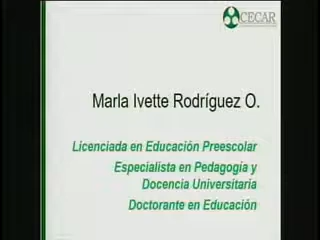 CECAR
Marla Ivette Rodríguez O.
Licenciada en Educación Preescolar
Especialista en Pedagogía y
Docencia Universitaria
Doctorante en Educación